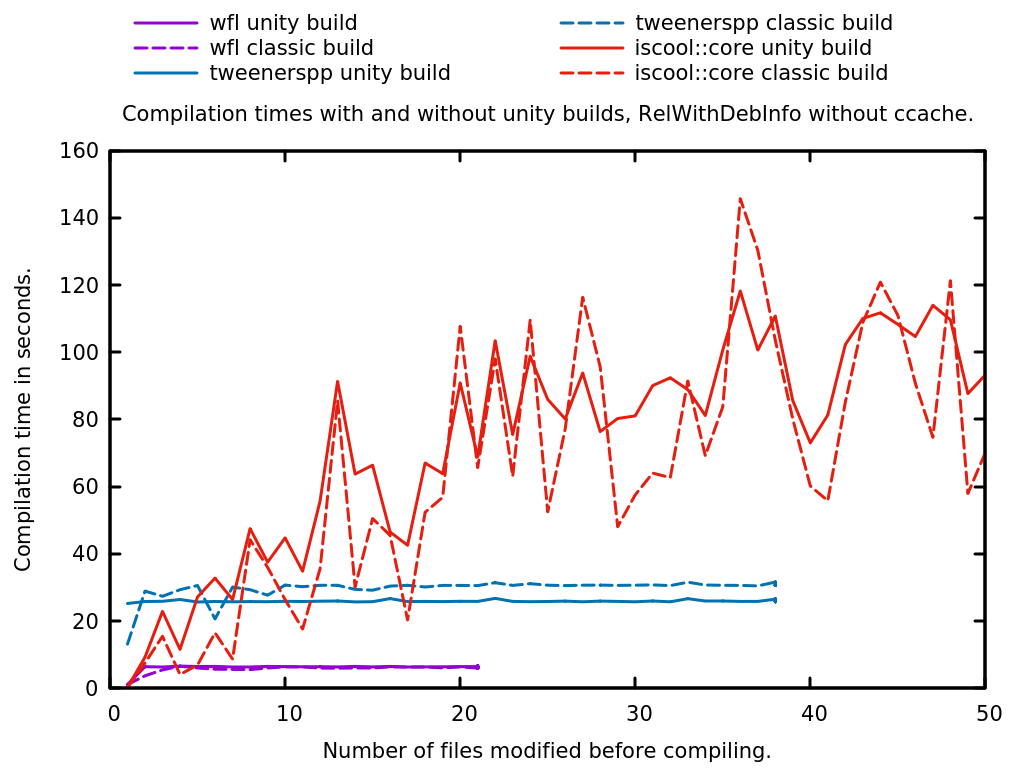 wfl unity build
wfl classic build
tweenerspp unity build
tweenerspp classic build
iscool::core unity build
iscool::core classic build
Compilation times with and without unity builds, RelWithDebInfo without ccache.
160
140
120
100
80
60
40
20
0
Compilation time in seconds.
0 10 20 30 40 50
Number of files modified before compiling.